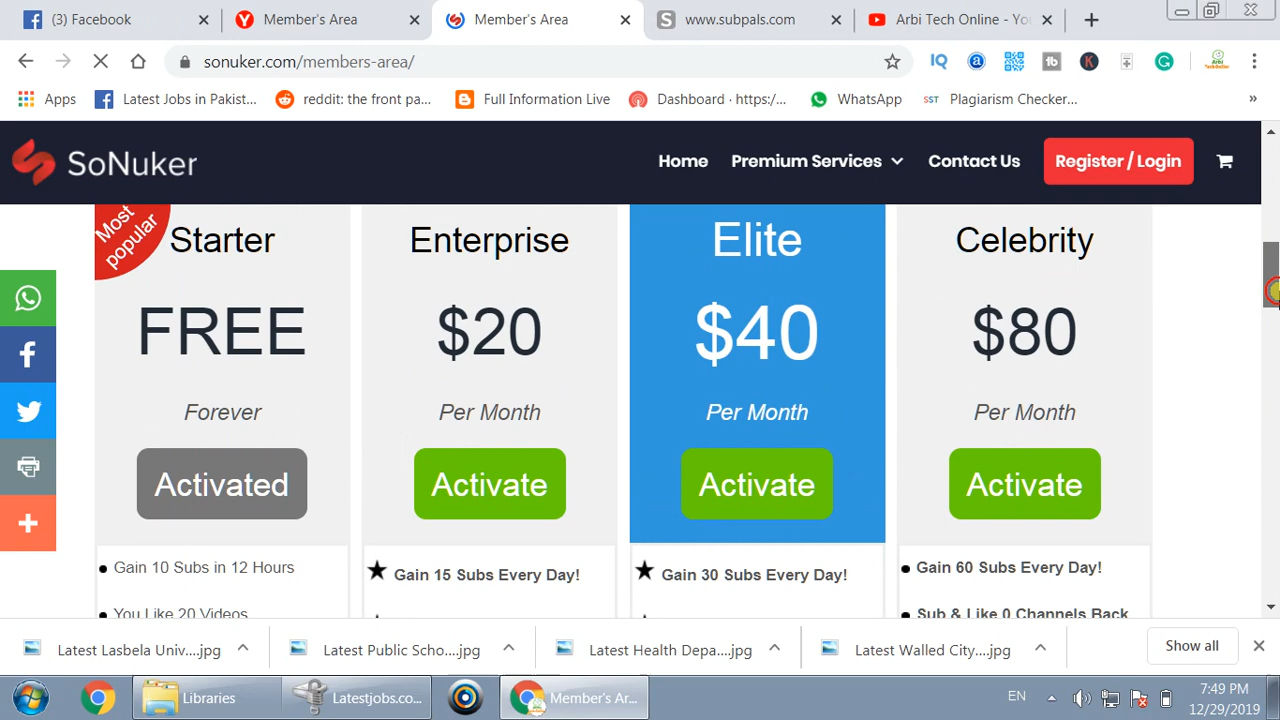 (3) Facebook
Member's Area
Member's Area
www.subpals.com
Arbi Tech Online - You
sonuker.com/members-area/
Apps
Latest Jobs in Pakist...
reddit: the front pa...
Full Information Live
Dashboard · https:/...
WhatsApp
Plagiarism Checker...
SoNuker
Home
Premium Services
Contact Us
Register / Login
Most popular
Starter
Enterprise
Elite
Celebrity
FREE
$20
$40
$80
Forever
Per Month
Per Month
Per Month
Activated
Activate
Activate
Activate
Gain 10 Subs in 12 Hours
Gain 15 Subs Every Day!
Gain 30 Subs Every Day!
Gain 60 Subs Every Day!
You Like 20 Videos
Sub & Like 0 Channels Back
Latest Lasbela Univ....jpg
Latest Public Scho....jpg
Latest Health Depa....jpg
Latest Walled City....jpg
Show all
Libraries
Latestjobs.co...
Member's Ar...
EN
7:49 PM
12/29/2019